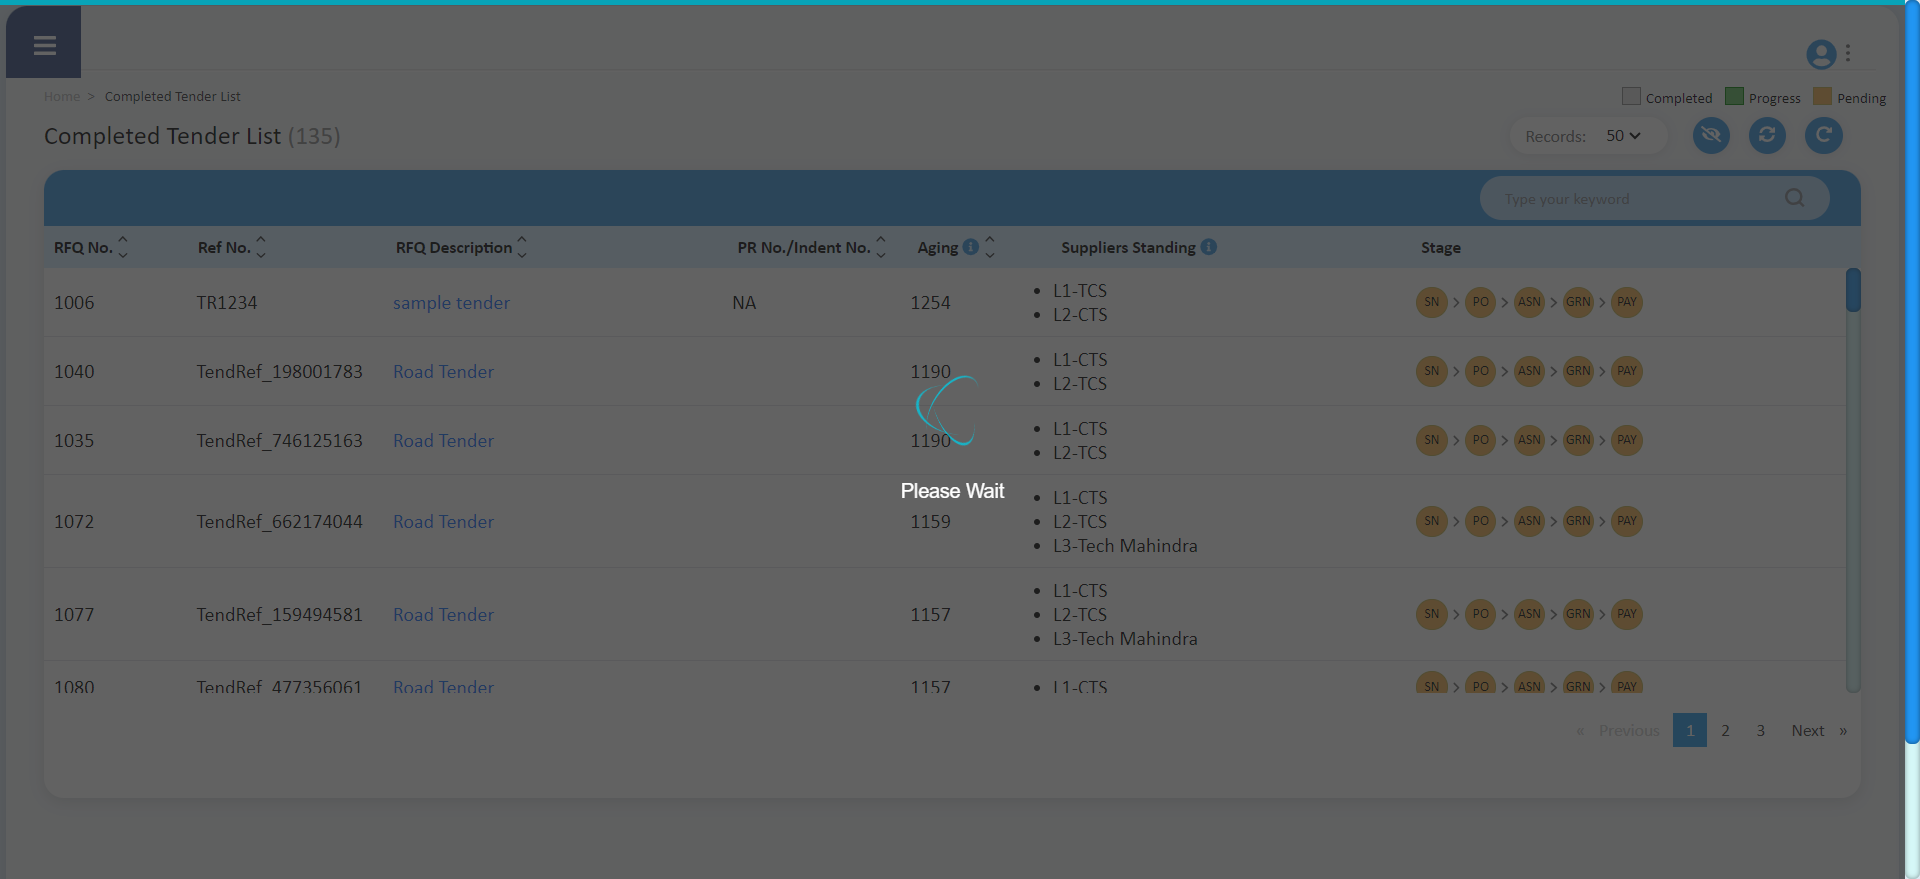 Home > Completed Tender List
Completed Progress Pending
Completed Tender List (135)
Records: 50
Type your keyword
RFQ No. Ref No. RFQ Description PR No./Indent No. Aging Suppliers Standing Stage
1006 TR1234 sample tender NA 1254 L1-TCS L2-CTS SN > PO > ASN > GRN > PAY
1040 TendRef_198001783 Road Tender 1190 L1-CTS L2-TCS SN > PO > ASN > GRN > PAY
1035 TendRef_746125163 Road Tender 1190 L1-CTS L2-TCS SN > PO > ASN > GRN > PAY
Please Wait
1072 TendRef_662174044 Road Tender 1159 L1-CTS L2-TCS L3-Tech Mahindra SN > PO > ASN > GRN > PAY
1077 TendRef_159494581 Road Tender 1157 L1-CTS L2-TCS L3-Tech Mahindra SN > PO > ASN > GRN > PAY
1080 TendRef_477356061 Road Tender 1157 L1-CTS SN > PO > ASN > GRN > PAY
« Previous 1 2 3 Next »